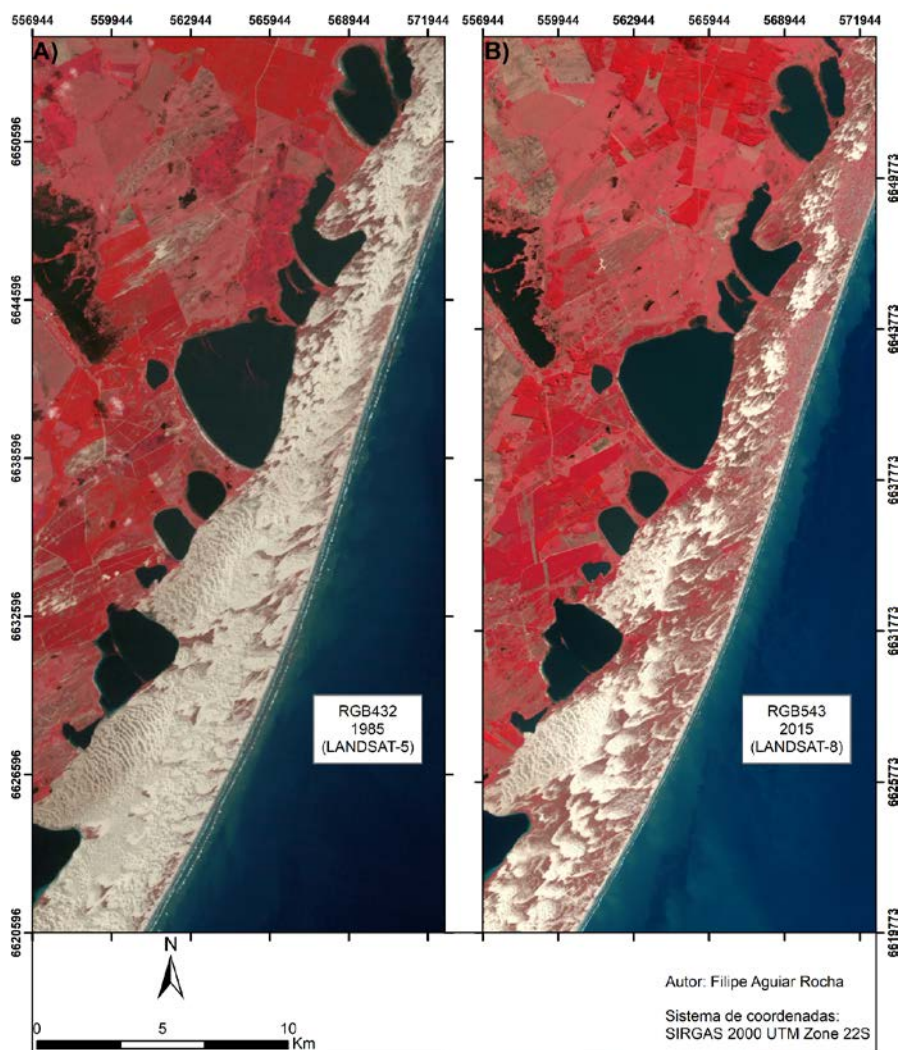 556944 559944 562944 565944 568944 571944
556944 559944 562944 565944 568944 571944
A)
B)
6650596
6644596
6638596
6632596
6626596
6620596
6649773
6643773
6637773
6631773
6625773
6619773
RGB432
1985
(LANDSAT-5)
RGB543
2015
(LANDSAT-8)
N
0 5 10
Km
Autor: Filipe Aguiar Rocha
Sistema de coordenadas:
SIRGAS 2000 UTM Zone 22S